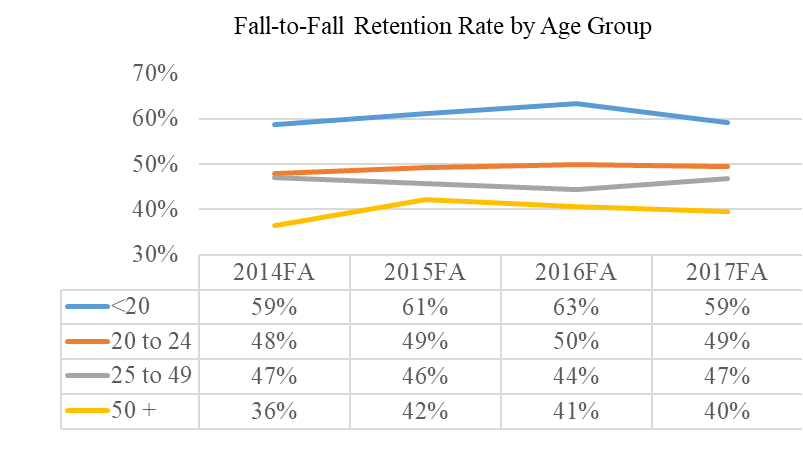 Fall-to-Fall Retention Rate by Age Group
70%
60%
50%
40%
30%
2014FA 2015FA 2016FA 2017FA
<20 59% 61% 63% 59%
20 to 24 48% 49% 50% 49%
25 to 49 47% 46% 44% 47%
50 + 36% 42% 41% 40%